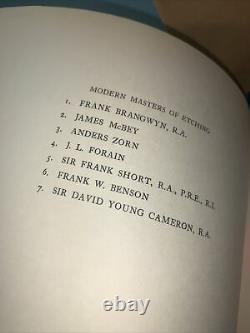 MODERN MASTERS OF ETCHING
1. FRANK BRANGWYN, R.A.
2. JAMES McBEY
3. ANDERS ZORN
4. J. L. FORAIN
5. SIR FRANK SHORT, R.A., P.R.E., R.I.
6. FRANK W. BENSON
7. SIR DAVID YOUNG CAMERON, R.A.
ebay